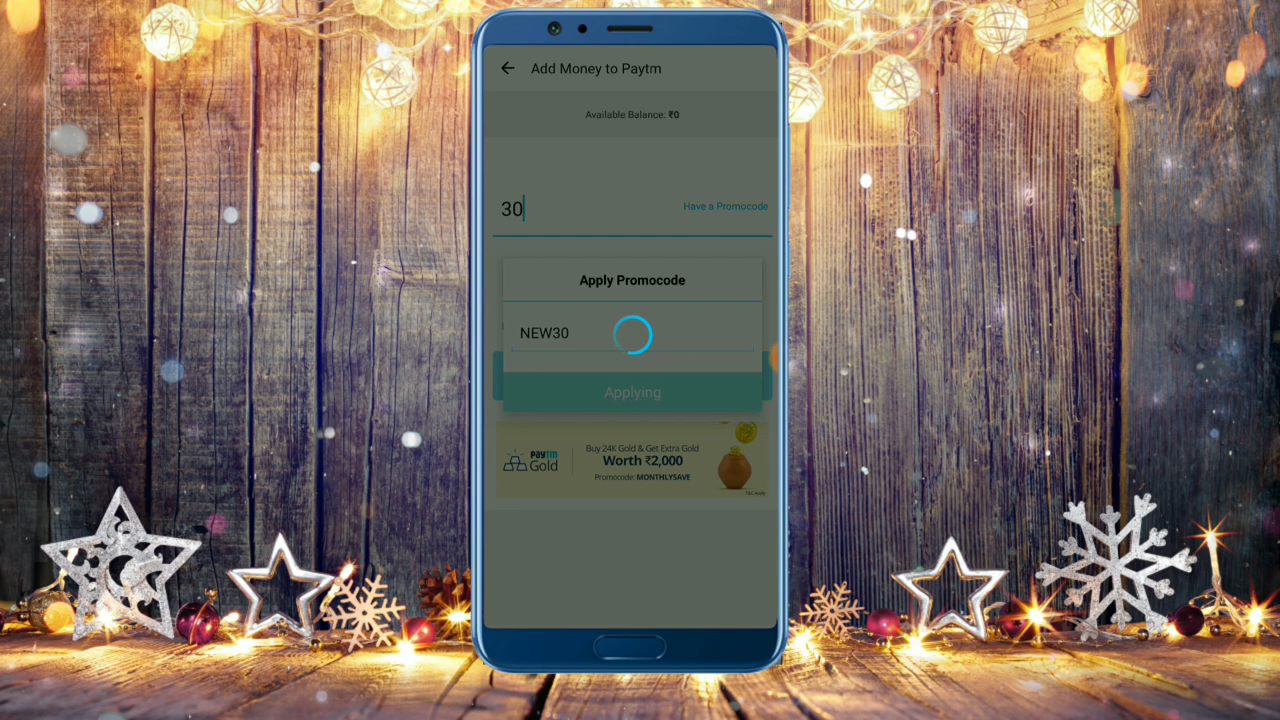 Add Money to Paytm
Available Balance: ₹0
30
Have a Promocode
Apply Promocode
NEW30
Applying
paytm
Gold
Buy 24K Gold & Get Extra Gold
Worth ₹2,000
Promocode: MONTHLYSAVE
T&C Apply